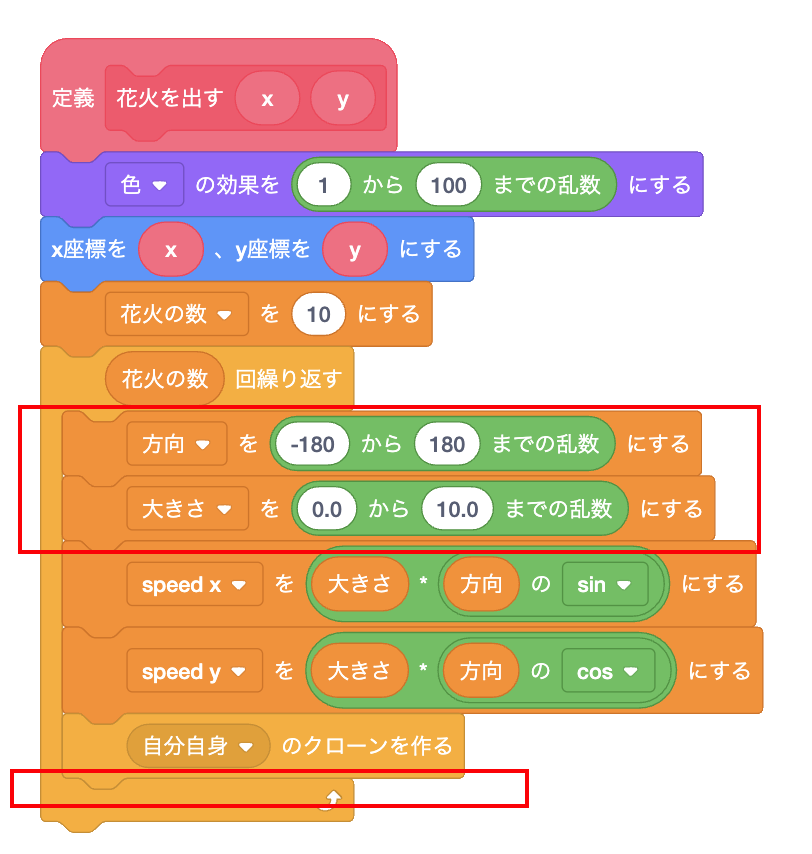 定義 花火を出す x y
色 の効果を 1 から 100 までの乱数 にする
x座標を x 、y座標を y にする
花火の数 を 10 にする
花火の数 回繰り返す
方向 を -180 から 180 までの乱数 にする
大きさ を 0.0 から 10.0 までの乱数 にする
speed x を 大きさ * 方向 の sin にする
speed y を 大きさ * 方向 の cos にする
自分自身 のクローンを作る